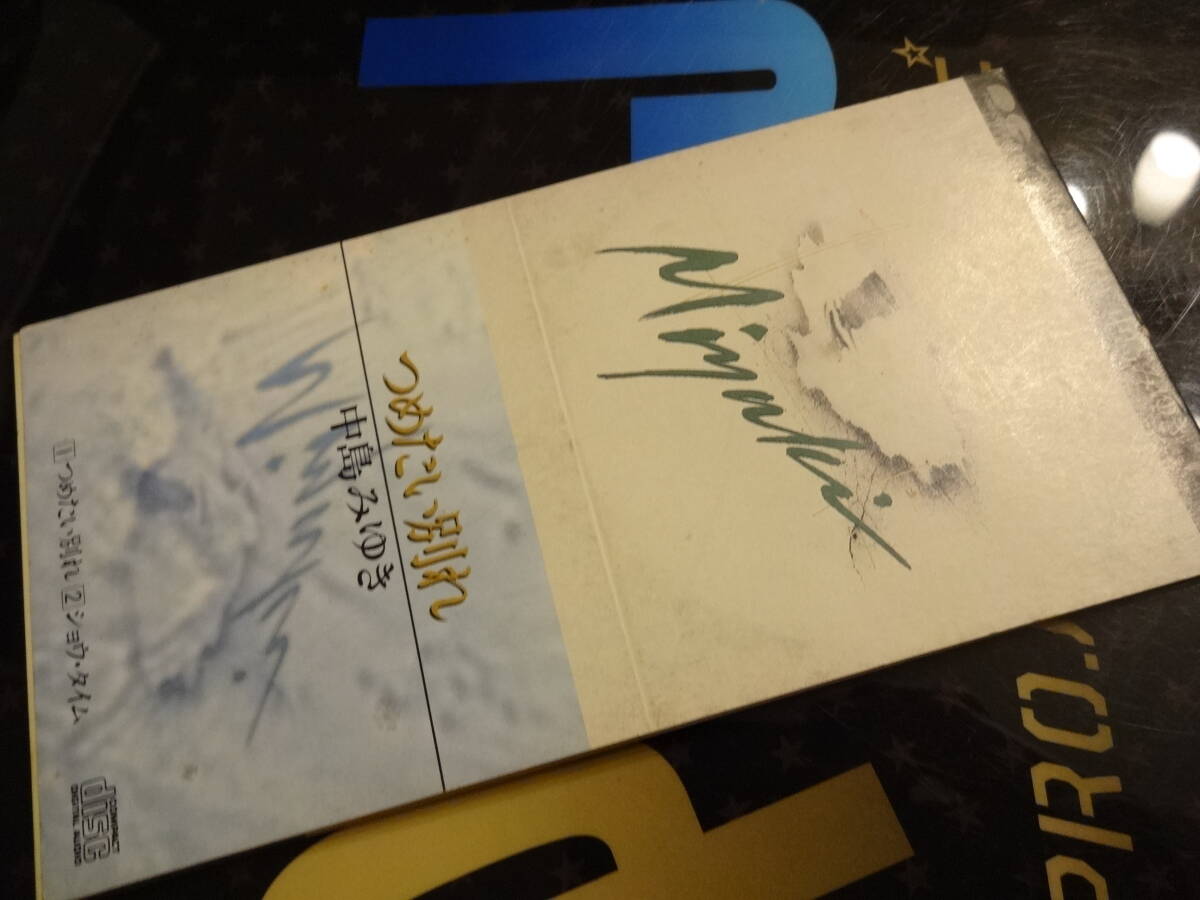 Miyuki
つめたい別れ
中島みゆき
Miyuki
1 つめたい別れ 2 ショウ・タイム
COMPACT
disc
DIGITAL AUDIO
PIRO.